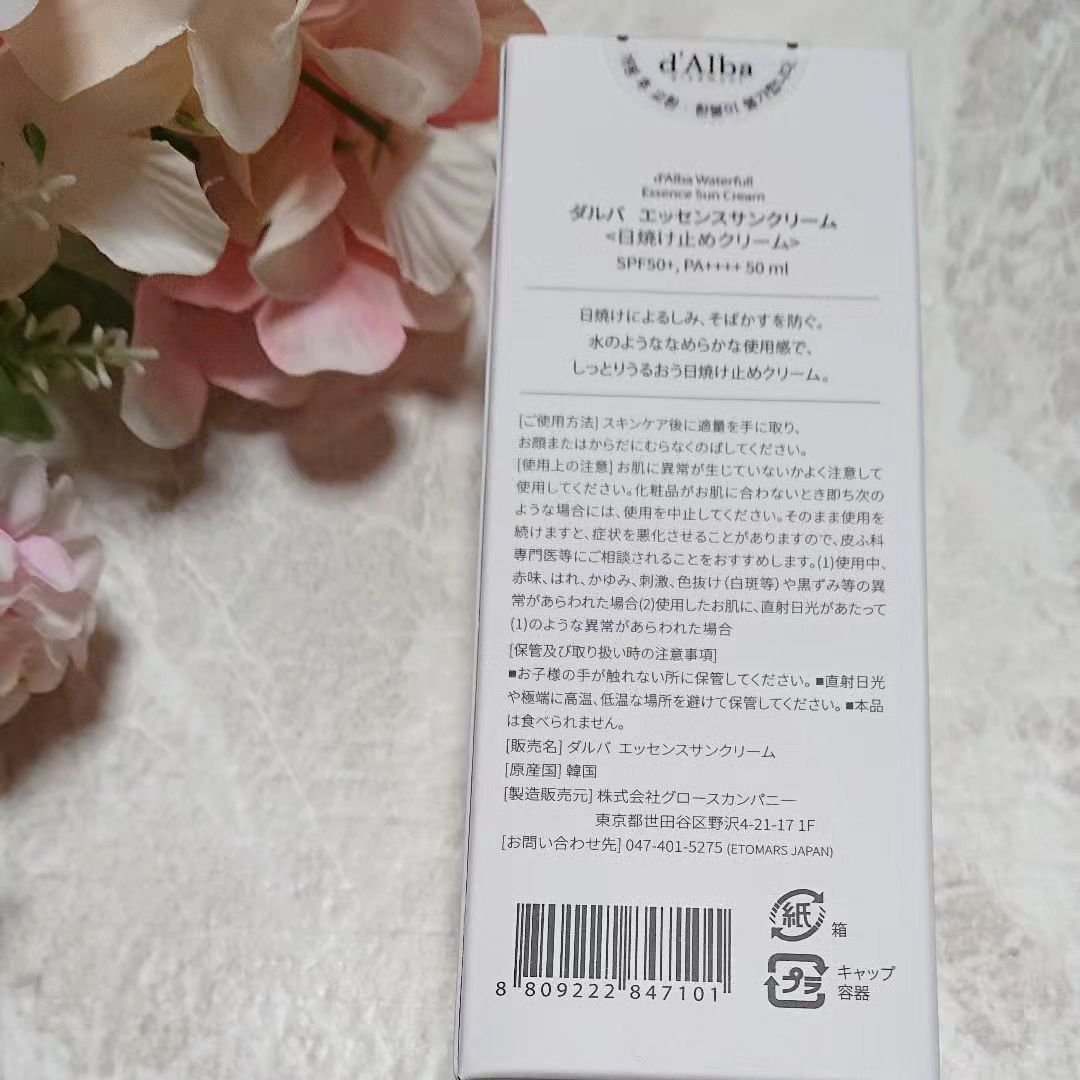 d'Alba
개봉 후 교환·환불이 불가합니다.
d'Alba Waterfull
Essence Sun Cream
ダルバ エッセンスサンクリーム
<日焼け止めクリーム>
SPF50+, PA++++ 50 ml
日焼けによるしみ、そばかすを防ぐ。
水のようななめらかな使用感で、
しっとりうるおう日焼け止めクリーム。
[ご使用方法] スキンケア後に適量を手に取り、
お顔またはからだにむらなくのばしてください。
[使用上の注意] お肌に異常が生じていないかよく注意して
使用してください。化粧品がお肌に合わないとき即ち次の
ような場合には、使用を中止してください。そのまま使用を
続けますと、症状を悪化させることがありますので、皮ふ科
専門医等にご相談されることをおすすめします。(1)使用中、
赤味、はれ、かゆみ、刺激、色抜け（白斑等）や黒ずみ等の異
常があらわれた場合(2)使用したお肌に、直射日光があたって
(1)のような異常があらわれた場合
[保管及び取り扱い時の注意事項]
■お子様の手が触れない所に保管してください。■直射日光
や極端に高温、低温な場所を避けて保管してください。■本品
は食べられません。
[販売名] ダルバ エッセンスサンクリーム
[原産国] 韓国
[製造販売元] 株式会社グロースカンパニー
東京都世田谷区野沢4-21-17 1F
[お問い合わせ先] 047-401-5275 (ETOMARS JAPAN)
8 809222 847101
紙 箱
プラ キャップ
容器